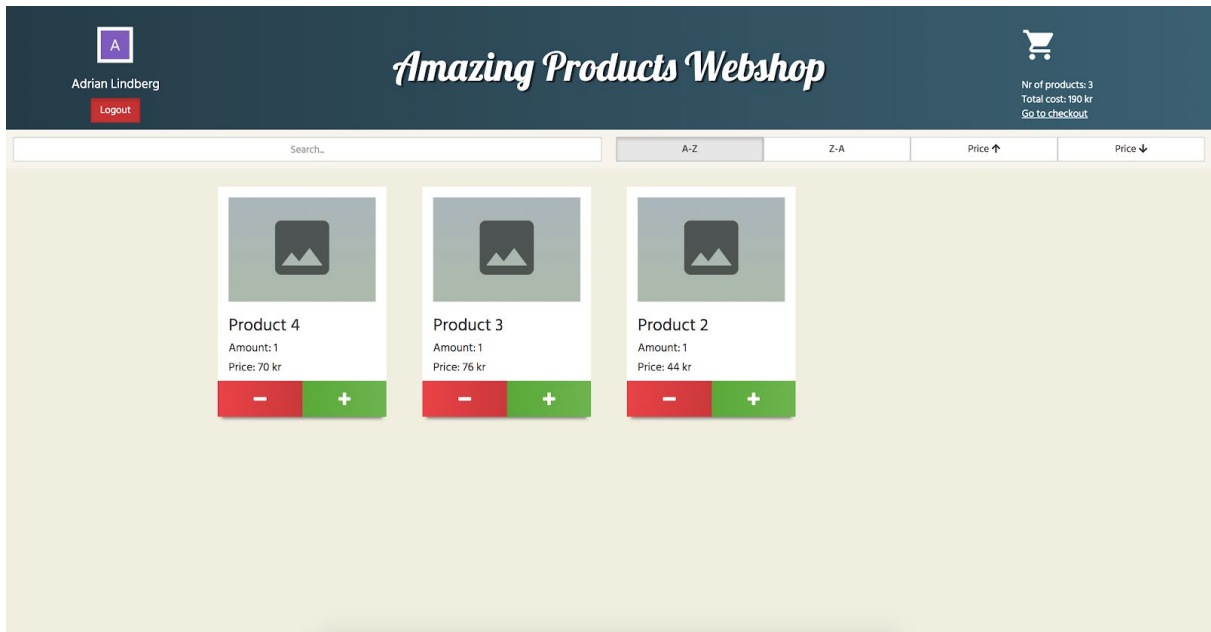 A
Adrian Lindberg
Logout
Amazing Products Webshop
Nr of products: 3
Total cost: 190 kr
Go to checkout
Search...
A-Z
Z-A
Price ↑
Price ↓
Product 4
Amount: 1
Price: 70 kr
Product 3
Amount: 1
Price: 76 kr
Product 2
Amount: 1
Price: 44 kr